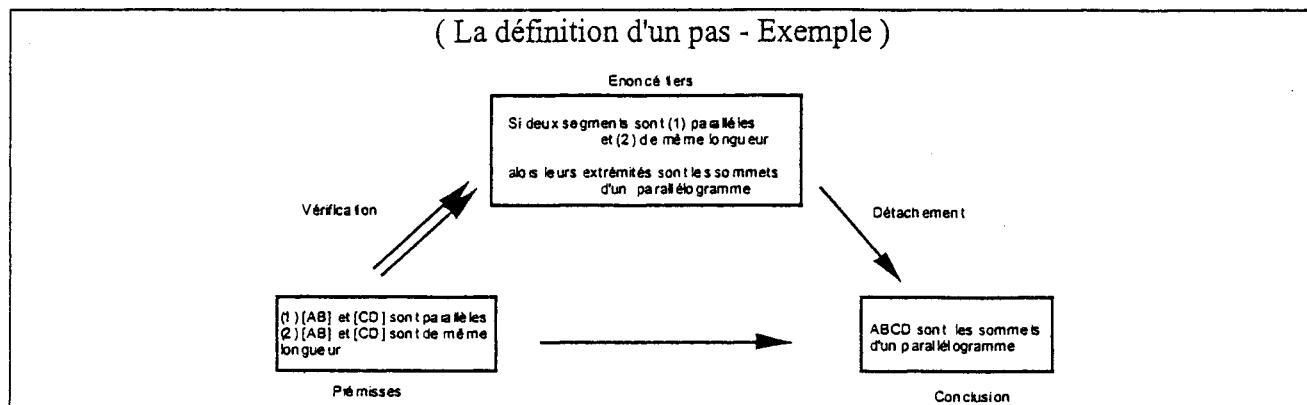 ( La définition d'un pas - Exemple )
Enoncé tiers
Si deux segments sont (1) parallèles
et (2) de même longueur
alors leurs extrémités sont les sommets
d'un parallélogramme
Vérification
Détachement
(1) [AB] et [CD] sont parallèles
(2) [AB] et [CD] sont de même
longueur
ABCD sont les sommets
d'un parallélogramme
Prémisses
Conclusion